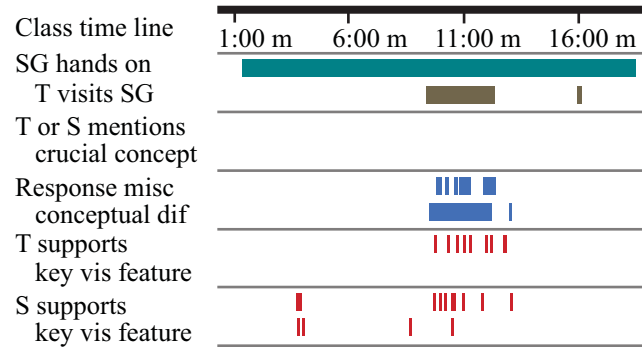 Class time line
1:00 m 6:00 m 11:00 m 16:00 m
SG hands on
T visits SG
T or S mentions
crucial concept
Response misc
conceptual dif
T supports
key vis feature
S supports
key vis feature